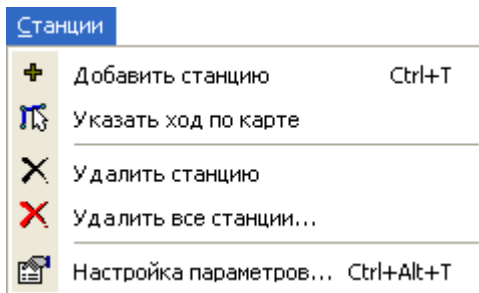 Станции
Добавить станцию Ctrl+T
Указать ход по карте
Удалить станцию
Удалить все станции...
Настройка параметров... Ctrl+Alt+T